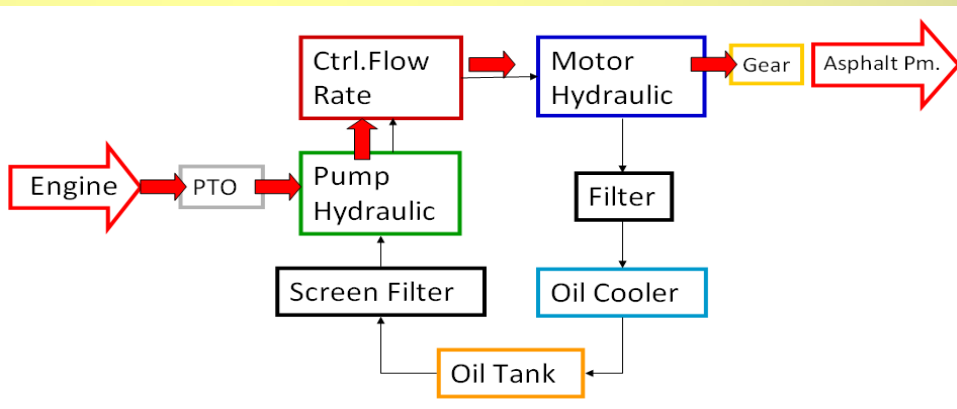 Ctrl.Flow
Rate
Motor
Hydraulic
Gear
Asphalt Pm.
Engine
PTO
Pump
Hydraulic
Filter
Screen Filter
Oil Cooler
Oil Tank